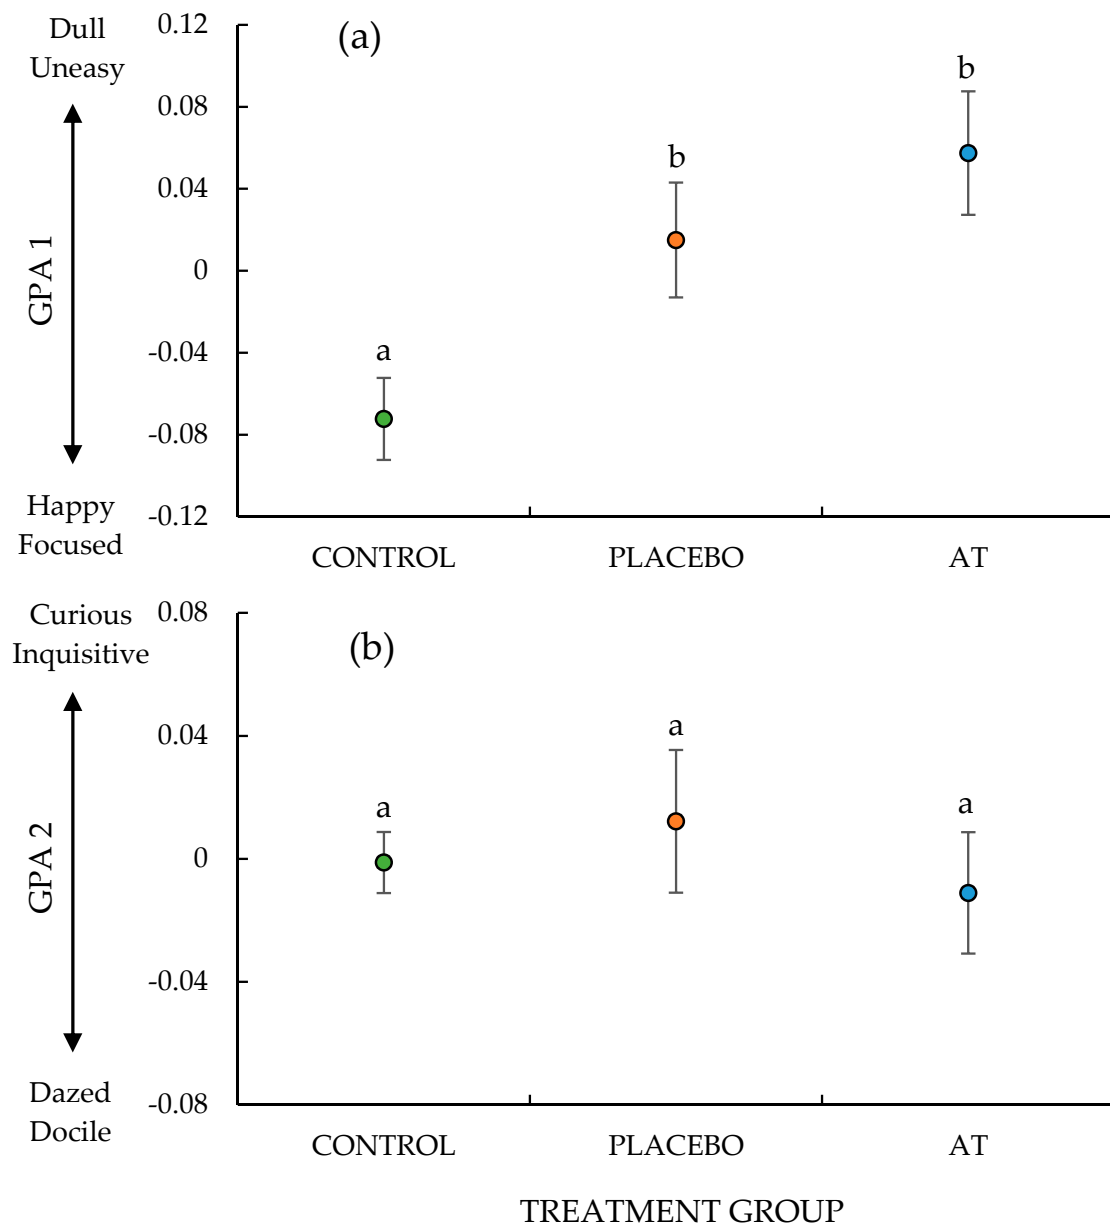 Dull
Uneasy
GPA 1
Happy
Focused
0.12
0.08
0.04
0
-0.04
-0.08
-0.12
(a)
a
b
b
CONTROL
PLACEBO
AT
Curious
Inquisitive
GPA 2
Dazed
Docile
0.08
0.04
0
-0.04
-0.08
(b)
a
a
a
CONTROL
PLACEBO
AT
TREATMENT GROUP